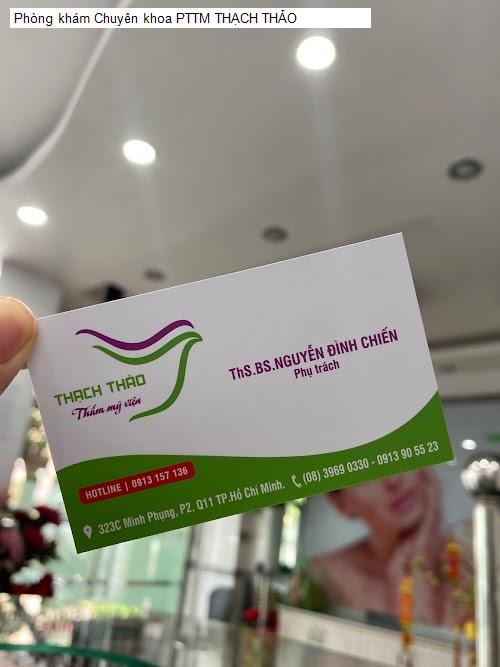 Phòng khám Chuyên khoa PTTM THẠCH THẢO
THẠCH THẢO
Thẩm mỹ viện
ThS.BS.NGUYỄN ĐÌNH CHIẾN
Phụ trách
HOTLINE | 0913 157 136
323C Minh Phụng, P2, Q11 TP.Hồ Chí Minh. (08) 3969 0330 - 0913 90 55 23